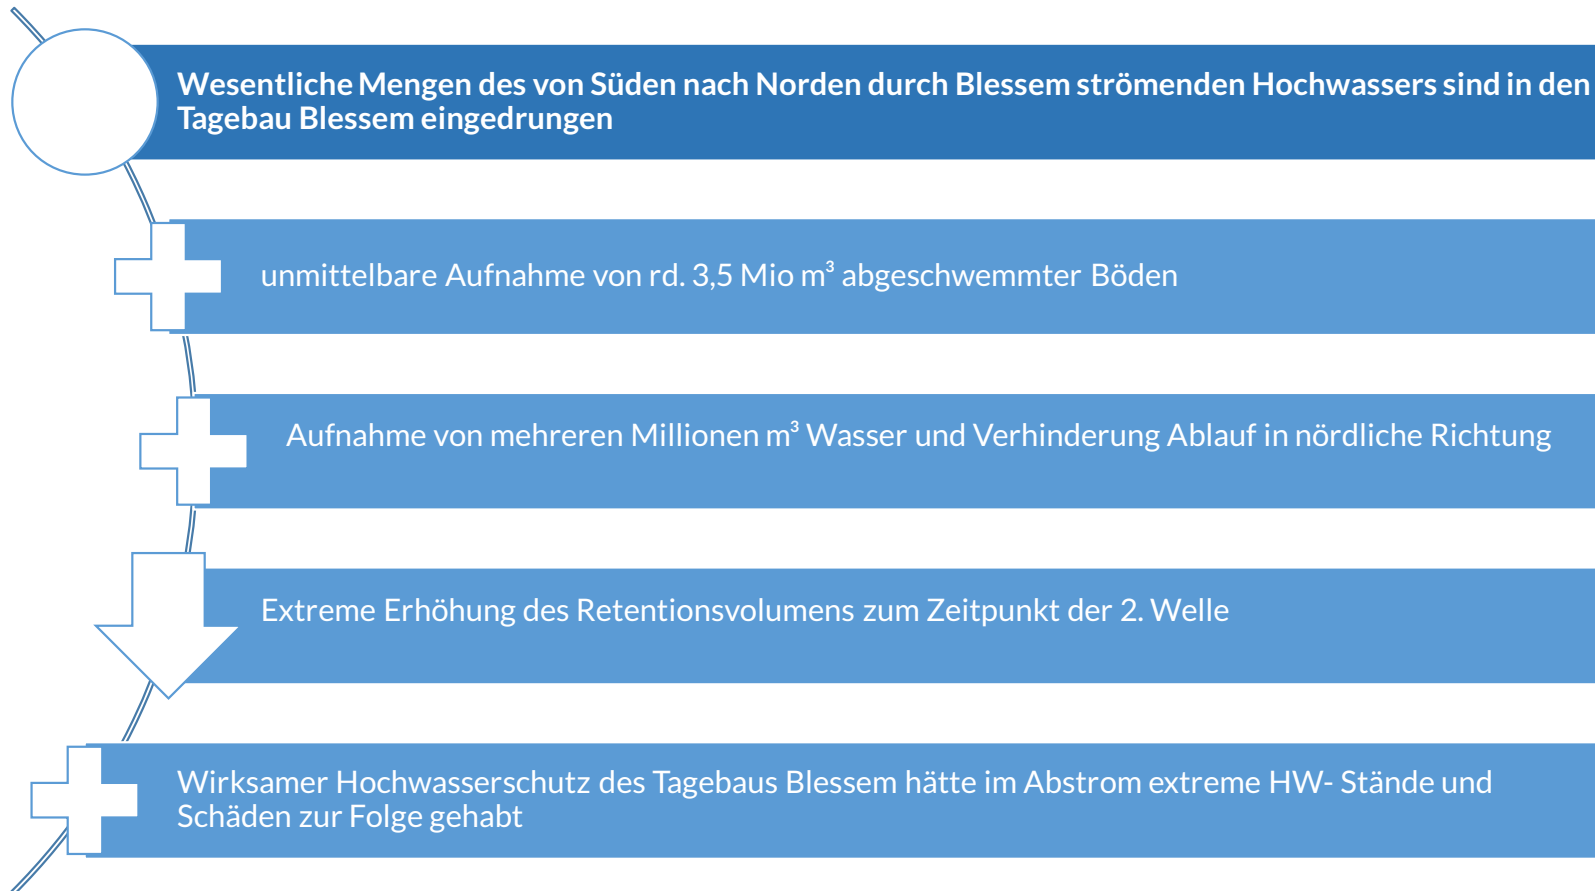 Wesentliche Mengen des von Süden nach Norden durch Blessem strömenden Hochwassers sind in den
Tagebau Blessem eingedrungen
unmittelbare Aufnahme von rd. 3,5 Mio m³ abgeschwemmter Böden
Aufnahme von mehreren Millionen m³ Wasser und Verhinderung Ablauf in nördliche Richtung
Extreme Erhöhung des Retentionsvolumens zum Zeitpunkt der 2. Welle
Wirksamer Hochwasserschutz des Tagebaus Blessem hätte im Abstrom extreme HW- Stände und
Schäden zur Folge gehabt